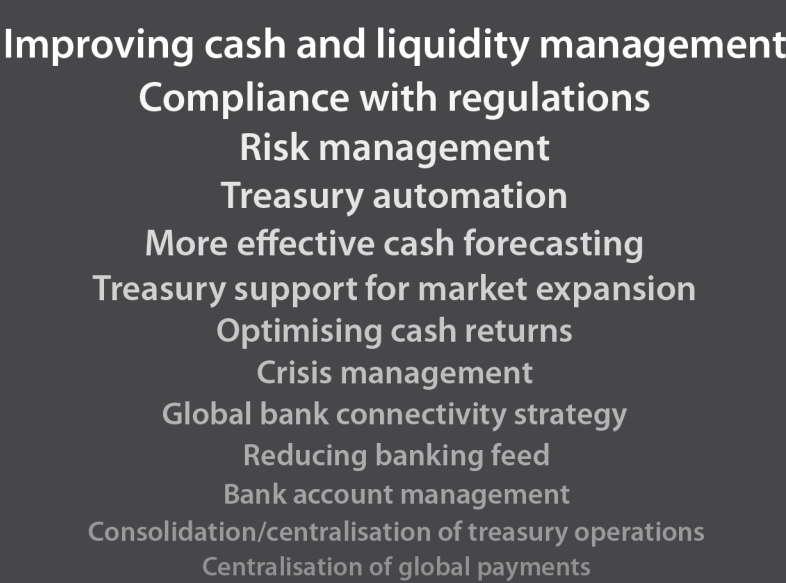 Improving cash and liquidity management
Compliance with regulations
Risk management
Treasury automation
More effective cash forecasting
Treasury support for market expansion
Optimising cash returns
Crisis management
Global bank connectivity strategy
Reducing banking feed
Bank account management
Consolidation/centralisation of treasury operations
Centralisation of global payments